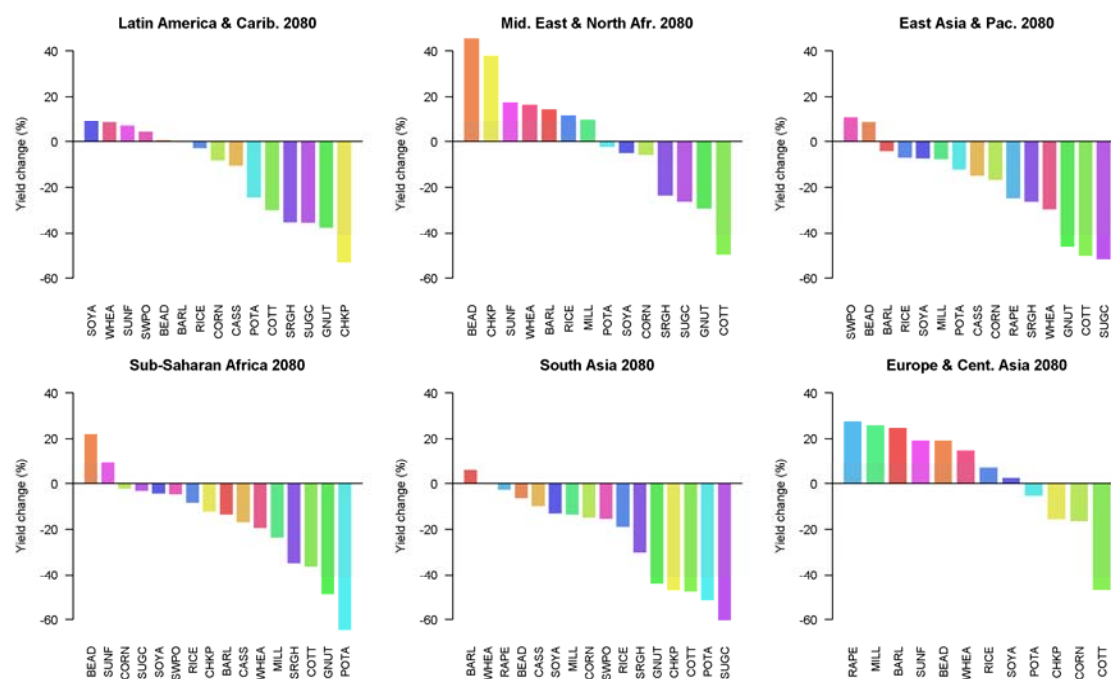 Latin America & Carib. 2080
Yield change (%)
40
20
0
-20
-40
-60
SOYA
WHEA
SUNF
SWPO
BEAD
BARL
RICE
CORN
CASS
POTA
COTT
SRGH
SUGC
GNUT
CHKP
Mid. East & North Afr. 2080
Yield change (%)
40
20
0
-20
-40
-60
BEAD
CHKP
SUNF
WHEA
BARL
RICE
MILL
POTA
SOYA
CORN
SRGH
SUGC
GNUT
COTT
East Asia & Pac. 2080
Yield change (%)
40
20
0
-20
-40
-60
SWPO
BEAD
BARL
RICE
SOYA
MILL
POTA
CASS
CORN
RAPE
SRGH
WHEA
GNUT
COTT
SUGC
Sub-Saharan Africa 2080
Yield change (%)
40
20
0
-20
-40
-60
BEAD
SUNF
CORN
SUGC
SOYA
SWPO
RICE
CHKP
BARL
CASS
WHEA
MILL
SRGH
COTT
GNUT
POTA
South Asia 2080
Yield change (%)
40
20
0
-20
-40
-60
BARL
WHEA
RAPE
BEAD
CASS
SOYA
MILL
CORN
SWPO
RICE
SRGH
GNUT
CHKP
COTT
POTA
SUGC
Europe & Cent. Asia 2080
Yield change (%)
40
20
0
-20
-40
-60
RAPE
MILL
BARL
SUNF
BEAD
WHEA
RICE
SOYA
POTA
CHKP
CORN
COTT